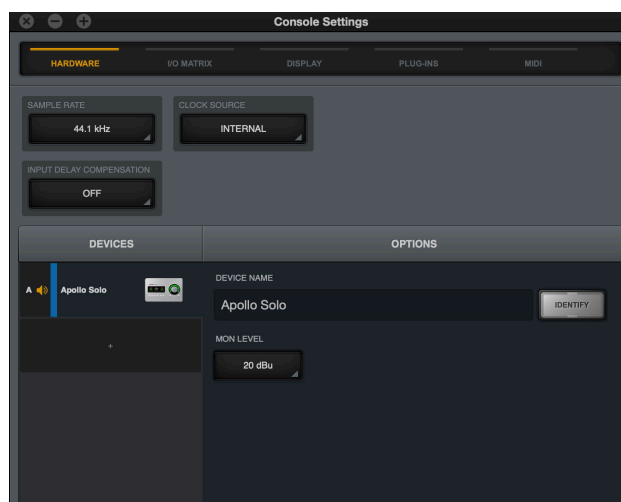 Console Settings
HARDWARE
I/O MATRIX
DISPLAY
PLUG-INS
MIDI
SAMPLE RATE
CLOCK SOURCE
44.1 kHz
INTERNAL
INPUT DELAY COMPENSATION
OFF
DEVICES
OPTIONS
A
Apollo Solo
DEVICE NAME
Apollo Solo
IDENTIFY
+
MON LEVEL
20 dBu